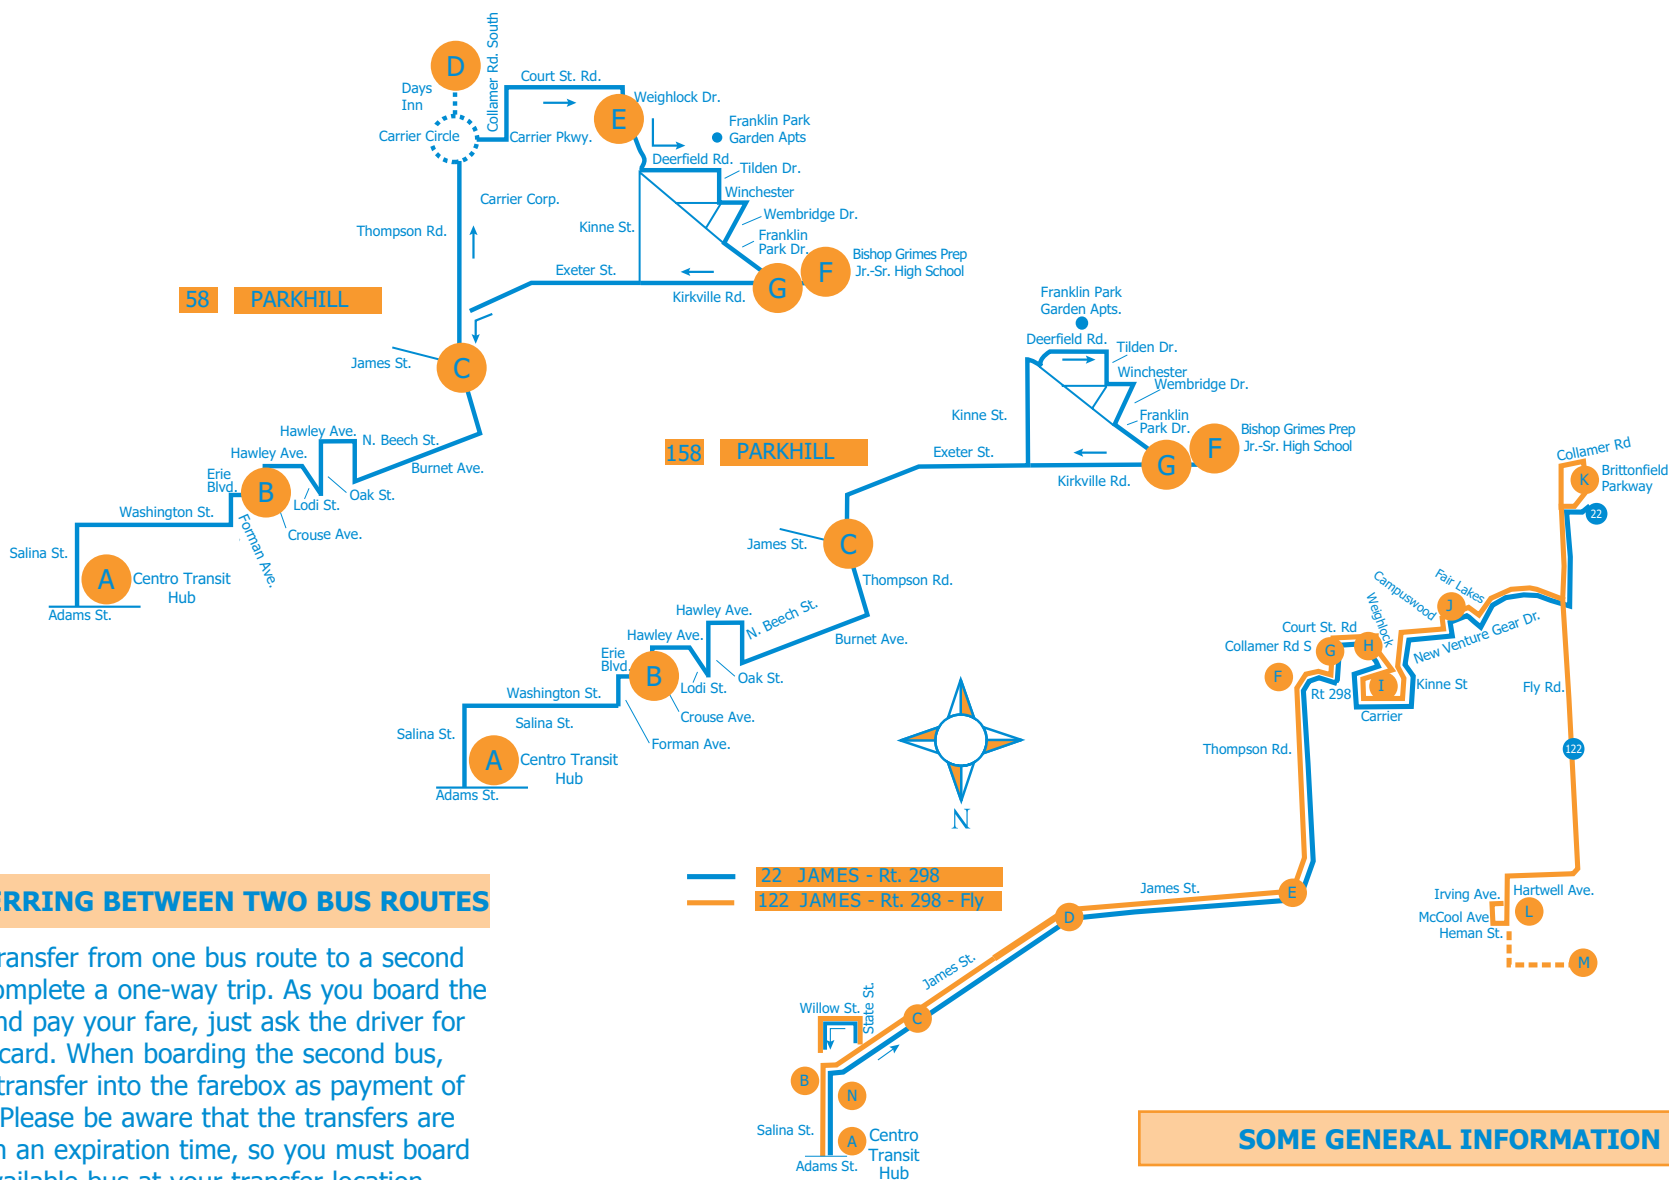 D
Collamer Rd. South
Court St. Rd.
Days
Inn
Weighlock Dr.
E
Franklin Park
Garden Apts
Carrier Circle
Carrier Pkwy.
Deerfield Rd.
Tilden Dr.
Winchester
Carrier Corp.
Wembridge Dr.
Thompson Rd.
Kinne St.
Franklin
Park Dr.
Bishop Grimes Prep
Jr.-Sr. High School
Exeter St.
F
G
Kirkville Rd.
58 PARKHILL
James St.
C
Hawley Ave.
N. Beech St.
Hawley Ave.
Burnet Ave.
Erie
Blvd.
B
Lodi St.
Oak St.
Washington St.
Crouse Ave.
Forman Ave.
Salina St.
A
Centro Transit
Hub
Adams St.
Franklin Park
Garden Apts.
Deerfield Rd.
Tilden Dr.
Winchester
Wembridge Dr.
Kinne St.
Franklin
Park Dr.
Bishop Grimes Prep
Jr.-Sr. High School
158 PARKHILL
Exeter St.
F
G
Kirkville Rd.
James St.
C
Thompson Rd.
Hawley Ave.
N. Beech St.
Hawley Ave.
Burnet Ave.
Erie
Blvd.
B
Lodi St.
Oak St.
Washington St.
Salina St.
Crouse Ave.
Salina St.
Forman Ave.
A
Centro Transit
Hub
Adams St.
N
Collamer Rd
K
Brittonfield
Parkway
22
Campuswood
Fair Lakes
Weighlock
J
Court St. Rd
Collamer Rd S
G
H
New Venture Gear Dr.
F
I
Kinne St
Rt 298
Carrier
Fly Rd.
Thompson Rd.
122
22 JAMES - Rt. 298
122 JAMES - Rt. 298 - Fly
James St.
E
Irving Ave.
Hartwell Ave.
McCool Ave
L
Heman St.
D
M
James St.
Willow St.
State St.
C
B
N
Salina St.
A
Centro
Transit
Hub
Adams St.
ERRING BETWEEN TWO BUS ROUTES
ransfer from one bus route to a second
omplete a one-way trip. As you board the
nd pay your fare, just ask the driver for
card. When boarding the second bus,
transfer into the farebox as payment of
Please be aware that the transfers are
n an expiration time, so you must board
vailable bus at your transfer location
SOME GENERAL INFORMATION